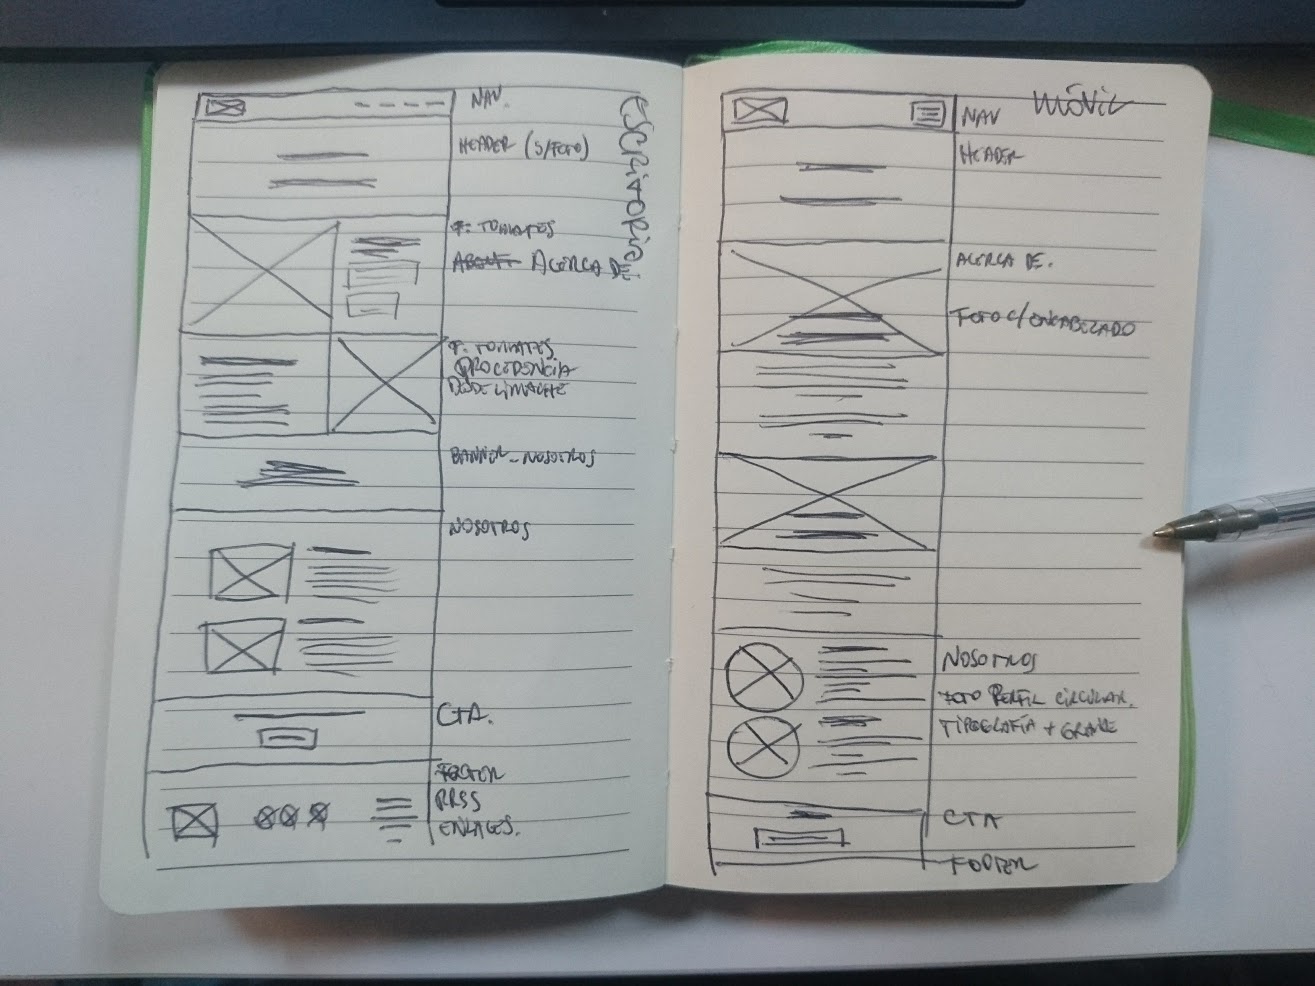 ESCRITORIO:
NAV.
HEADER (S/FOTO)
F. TOMATES
ABOUT ACERCA DE
F. TOMATES
PROCEDENCIA
DESDE LIMACHE
BANNER - NOSOTROS
NOSOTROS
CTA.
FOOTER
RRSS
ENLACES.
MÓVIL
NAV
HEADER
ACERCA DE.
FOTO C/ENCABEZADO
NOSOTROS
FOTO PERFIL CIRCULAR.
TIPOGRAFÍA + GRANDE
CTA
FOOTER